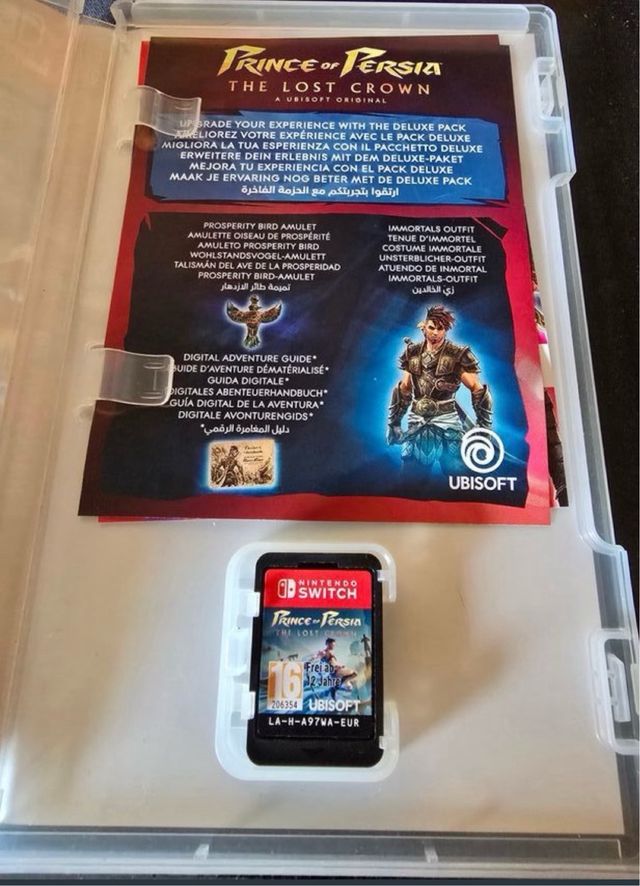 PRINCE OF PERSIA
THE LOST CROWN
A UBISOFT ORIGINAL
UPGRADE YOUR EXPERIENCE WITH THE DELUXE PACK
AMÉLIOREZ VOTRE EXPÉRIENCE AVEC LE PACK DELUXE
MIGLIORA LA TUA ESPERIENZA CON IL PACCHETTO DELUXE
ERWEITERE DEIN ERLEBNIS MIT DEM DELUXE-PAKET
MEJORA TU EXPERIENCIA CON EL PACK DELUXE
MAAK JE ERVARING NOG BETER MET DE DELUXE PACK
ارتقوا بتجربتكم مع الحزمة الفاخرة
PROSPERITY BIRD AMULET
AMULETTE OISEAU DE PROSPÉRITÉ
AMULETO PROSPERITY BIRD
WOHLSTANDSVOGEL-AMULETT
TALISMÁN DEL AVE DE LA PROSPERIDAD
PROSPERITY BIRD-AMULET
تميمة طائر الازدهار
DIGITAL ADVENTURE GUIDE*
GUIDE D'AVENTURE DÉMATÉRIALISÉ*
GUIDA DIGITALE*
DIGITALES ABENTEUERHANDBUCH*
GUÍA DIGITAL DE LA AVENTURA*
DIGITALE AVONTURENGIDS*
دليل المغامرة الرقمي*
IMMORTALS OUTFIT
TENUE D'IMMORTEL
COSTUME IMMORTALE
UNSTERBLICHER-OUTFIT
ATUENDO DE INMORTAL
IMMORTALS-OUTFIT
زي الخالدين
UBISOFT
NINTENDO
SWITCH
PRINCE OF PERSIA
THE LOST CROWN
16
206354
Frei ab
12 Jahre
UBISOFT
LA-H-A97WA-EUR